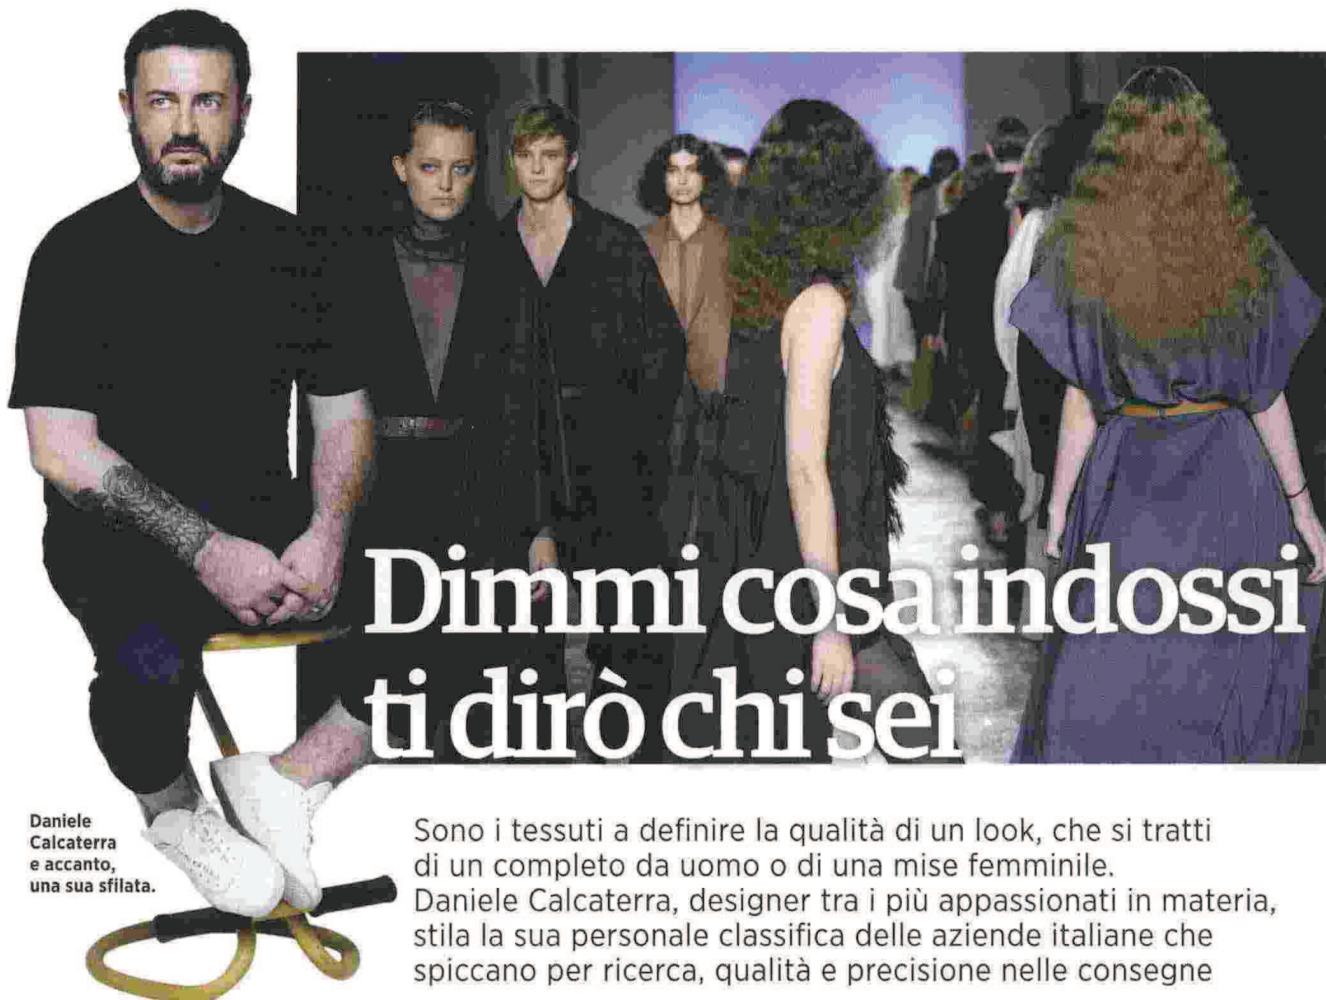 Dimmi cosa indossi
ti dirò chi sei
Daniele
Calcaterra
e accanto,
una sua sfilata.
Sono i tessuti a definire la qualità di un look, che si tratti
di un completo da uomo o di una mise femminile.
Daniele Calcaterra, designer tra i più appassionati in materia,
stila la sua personale classifica delle aziende italiane che
spiccano per ricerca, qualità e precisione nelle consegne